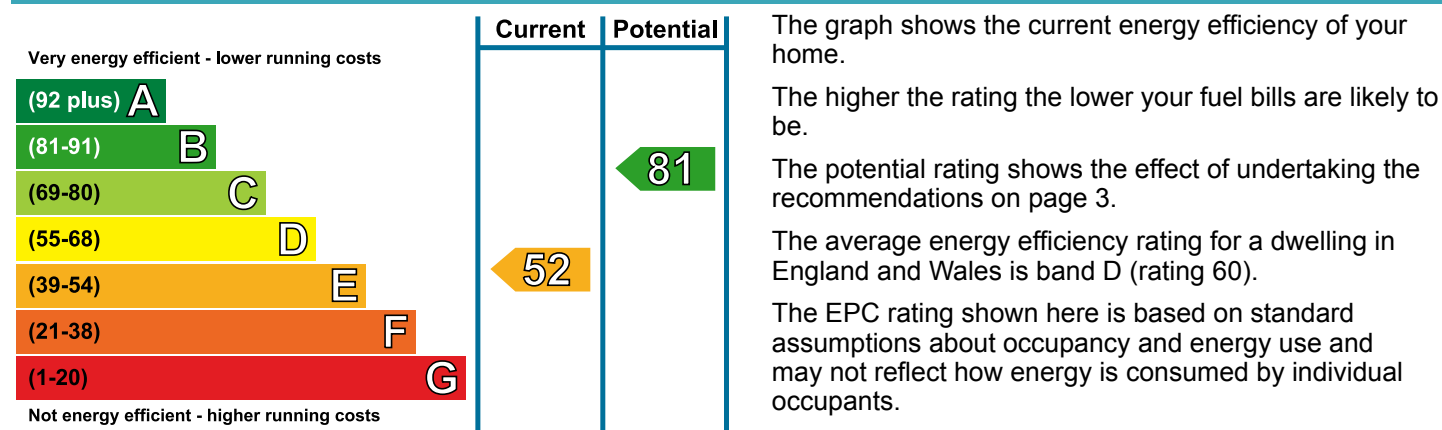 Current Potential
Very energy efficient - lower running costs
(92 plus) A
(81-91) B
(69-80) C
(55-68) D
(39-54) E
(21-38) F
(1-20) G
Not energy efficient - higher running costs
52
81
The graph shows the current energy efficiency of your
home.
The higher the rating the lower your fuel bills are likely to
be.
The potential rating shows the effect of undertaking the
recommendations on page 3.
The average energy efficiency rating for a dwelling in
England and Wales is band D (rating 60).
The EPC rating shown here is based on standard
assumptions about occupancy and energy use and
may not reflect how energy is consumed by individual
occupants.